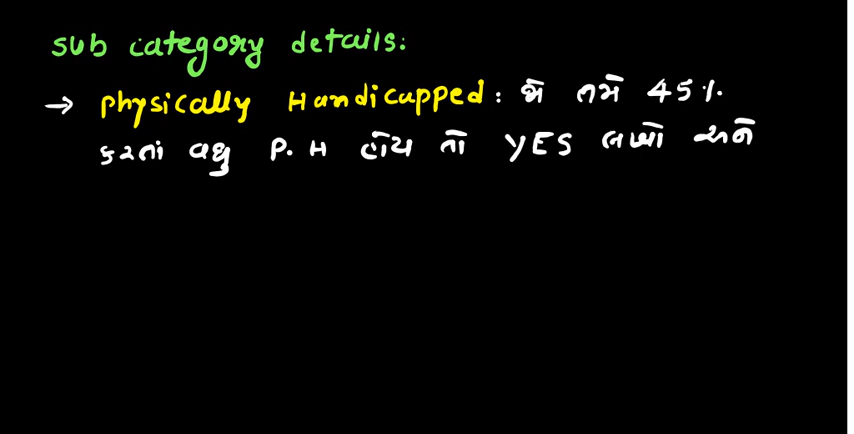 sub category details:
→ Physically Handicapped: જો તમે 45%
કરતાં વધુ P.H હોય તો YES લખો અને